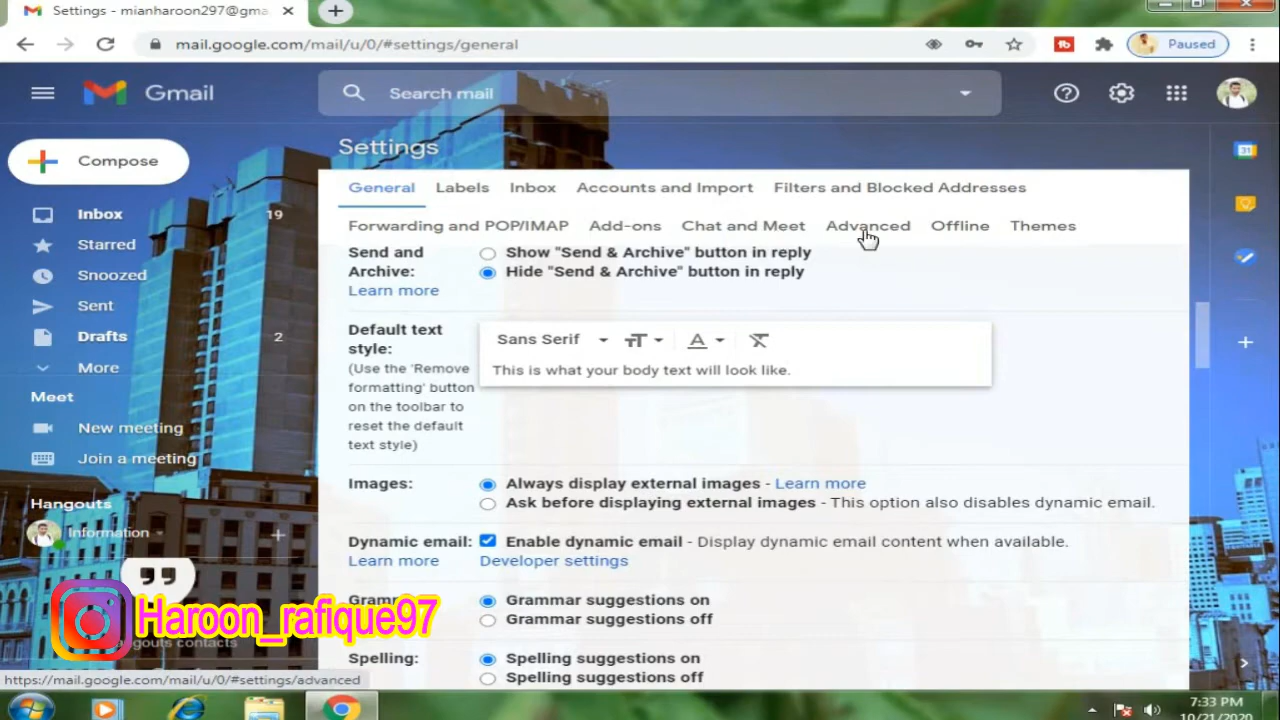 Settings - mianharoon297@gma
mail.google.com/mail/u/0/#settings/general
Paused
Gmail
Search mail
Compose
Inbox 19
Starred
Snoozed
Sent
Drafts 2
More
Meet
New meeting
Join a meeting
Hangouts
Information
Haroon_rafique97
angouts contacts
Settings
General Labels Inbox Accounts and Import Filters and Blocked Addresses
Forwarding and POP/IMAP Add-ons Chat and Meet Advanced Offline Themes
Send and Archive:
Learn more
Show "Send & Archive" button in reply
Hide "Send & Archive" button in reply
Default text style:
(Use the 'Remove
formatting' button
on the toolbar to
reset the default
text style)
Sans Serif
This is what your body text will look like.
Images:
Always display external images - Learn more
Ask before displaying external images - This option also disables dynamic email.
Dynamic email:
Learn more
Enable dynamic email - Display dynamic email content when available.
Developer settings
Gramm
Grammar suggestions on
Grammar suggestions off
Spelling:
Spelling suggestions on
Spelling suggestions off
31
https://mail.google.com/mail/u/0/#settings/advanced
7:33 PM
10/21/2020